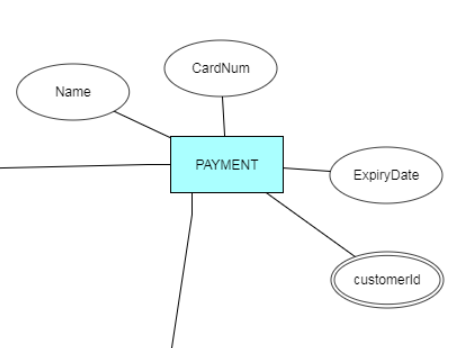 CardNum
Name
PAYMENT
ExpiryDate
customerId